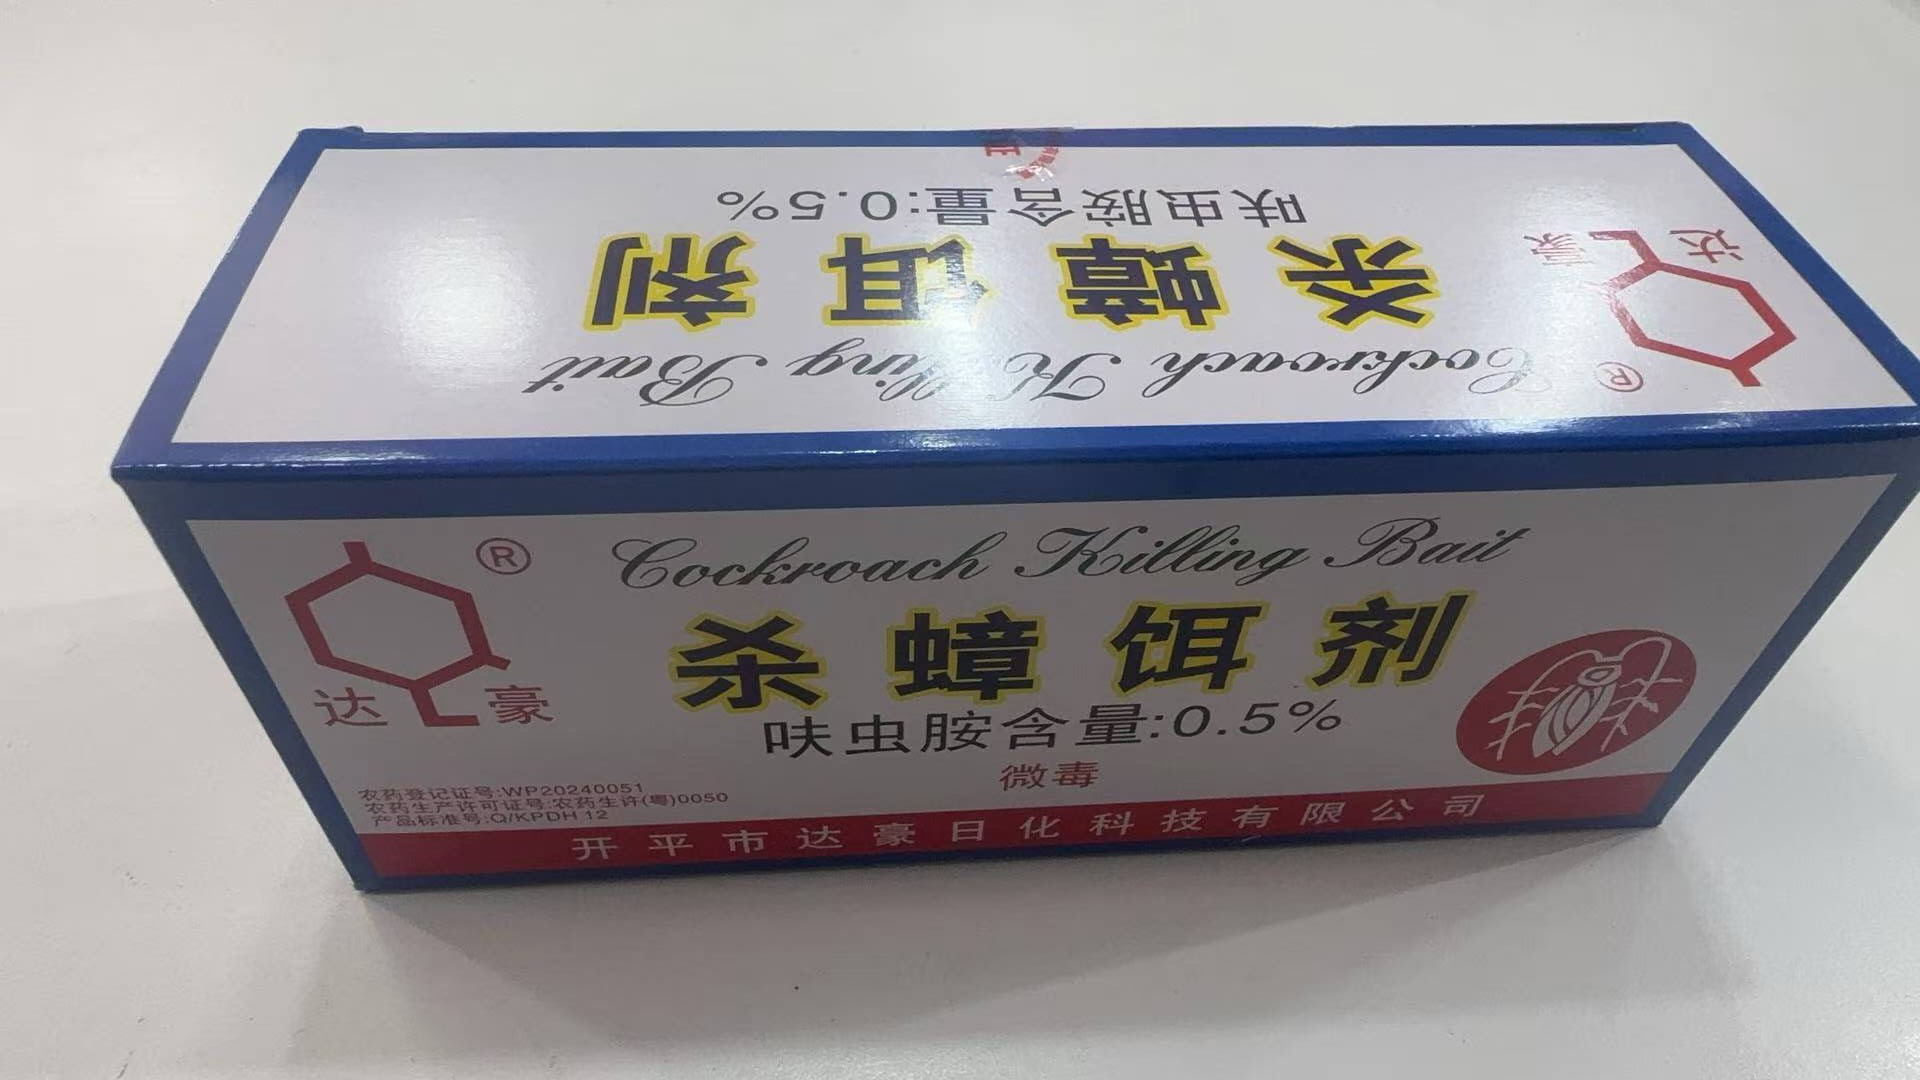 呋虫胺含量:0.5%
杀蟑饵剂
Cockroach Killing Bait
达豪
®
®
Cockroach Killing Bait
杀蟑饵剂
达豪
呋虫胺含量:0.5%
微毒
农药登记证号:WP20240051
农药生产许可证号:农药生许(粤)0050
产品标准号:Q/KPDH 12
开平市达豪日化科技有限公司